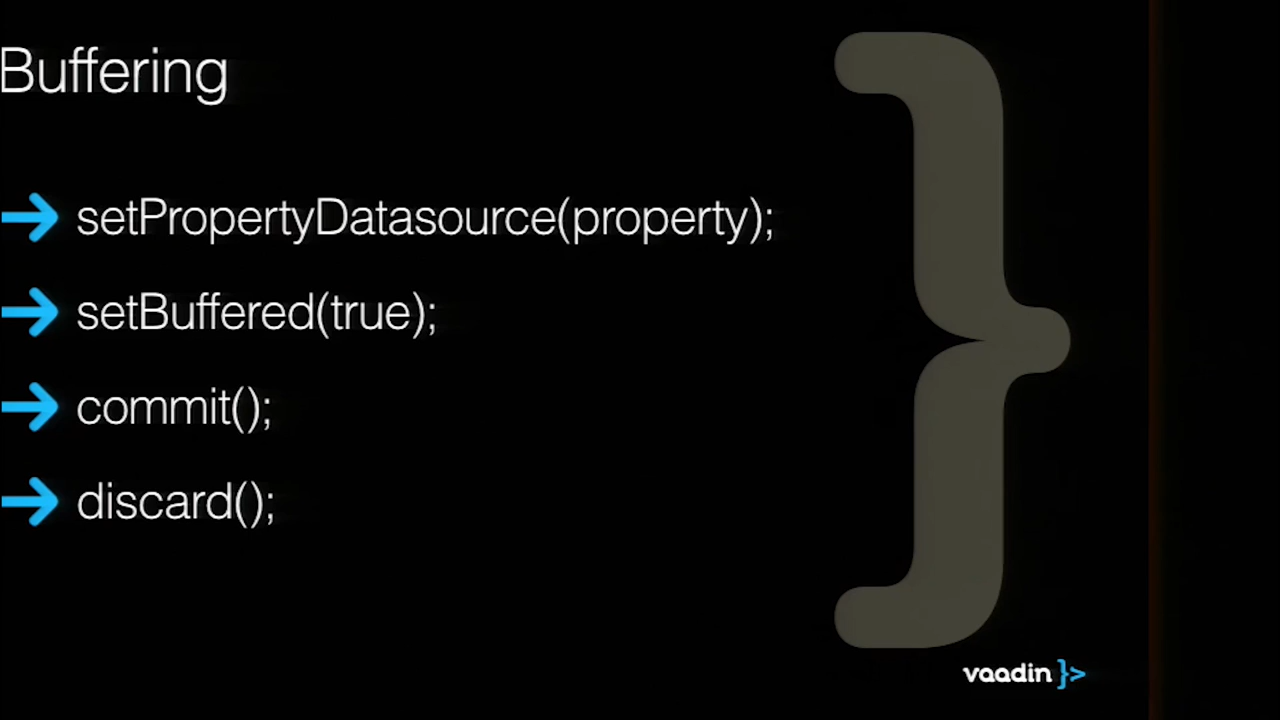 Buffering
setPropertyDatasource(property);
setBuffered(true);
commit();
discard();
vaadin }>